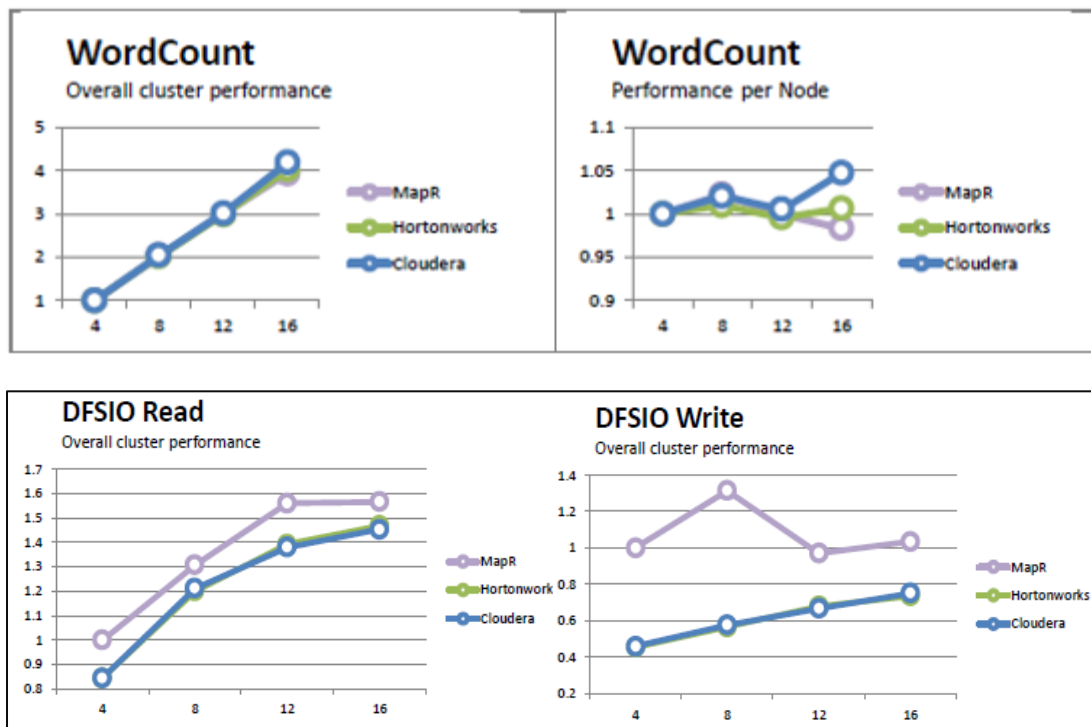 WordCount
Overall cluster performance
5
4
3
2
1
4 8 12 16
MapR
Hortonworks
Cloudera
WordCount
Performance per Node
1.1
1.05
1
0.95
0.9
4 8 12 16
MapR
Hortonworks
Cloudera
DFSIO Read
Overall cluster performance
1.7
1.6
1.5
1.4
1.3
1.2
1.1
1
0.9
0.8
4 8 12 16
MapR
Hortonwork
Cloudera
DFSIO Write
Overall cluster performance
1.4
1.2
1
0.8
0.6
0.4
0.2
4 8 12 16
MapR
Hortonworks
Cloudera